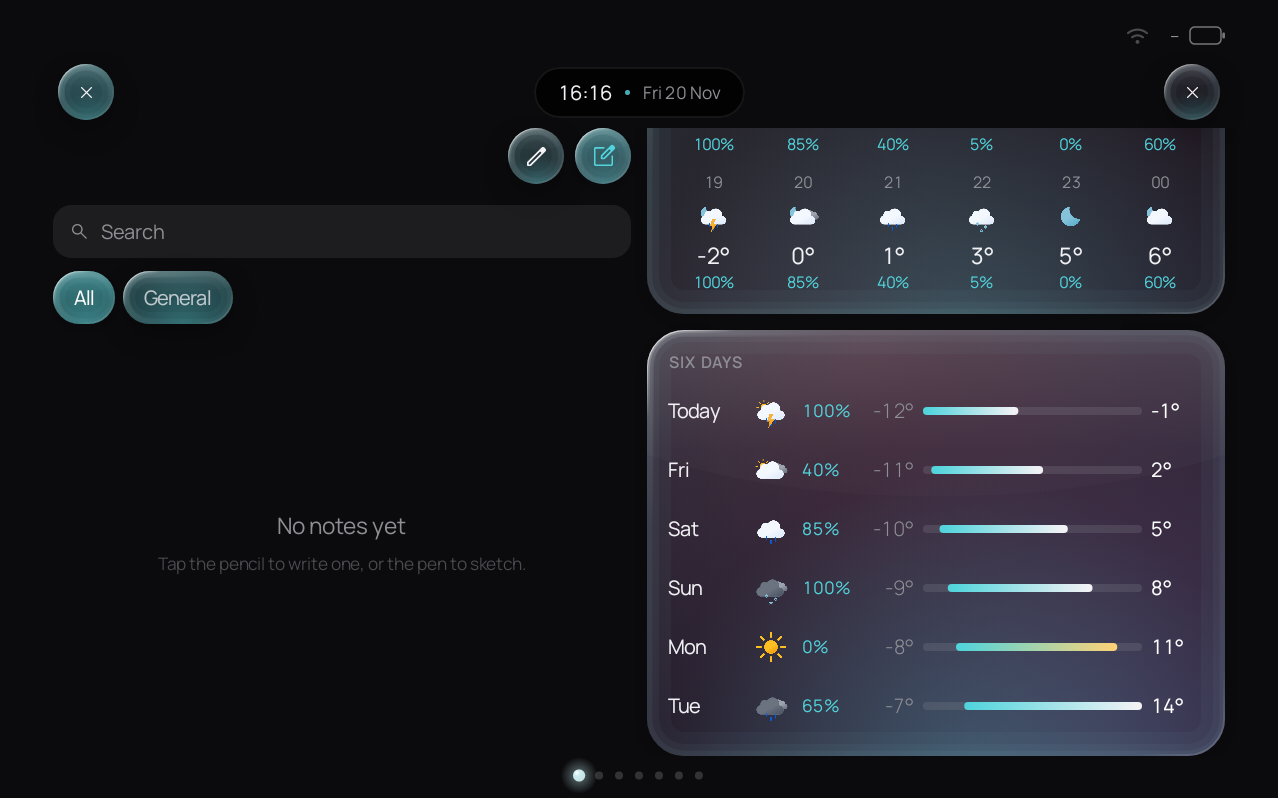 –
16:16 • Fri 20 Nov
Search
All General
No notes yet
Tap the pencil to write one, or the pen to sketch.
100% 85% 40% 5% 0% 60%
19 20 21 22 23 00
-2° 0° 1° 3° 5° 6°
100% 85% 40% 5% 0% 60%
SIX DAYS
Today 100% -12° -1°
Fri 40% -11° 2°
Sat 85% -10° 5°
Sun 100% -9° 8°
Mon 0% -8° 11°
Tue 65% -7° 14°